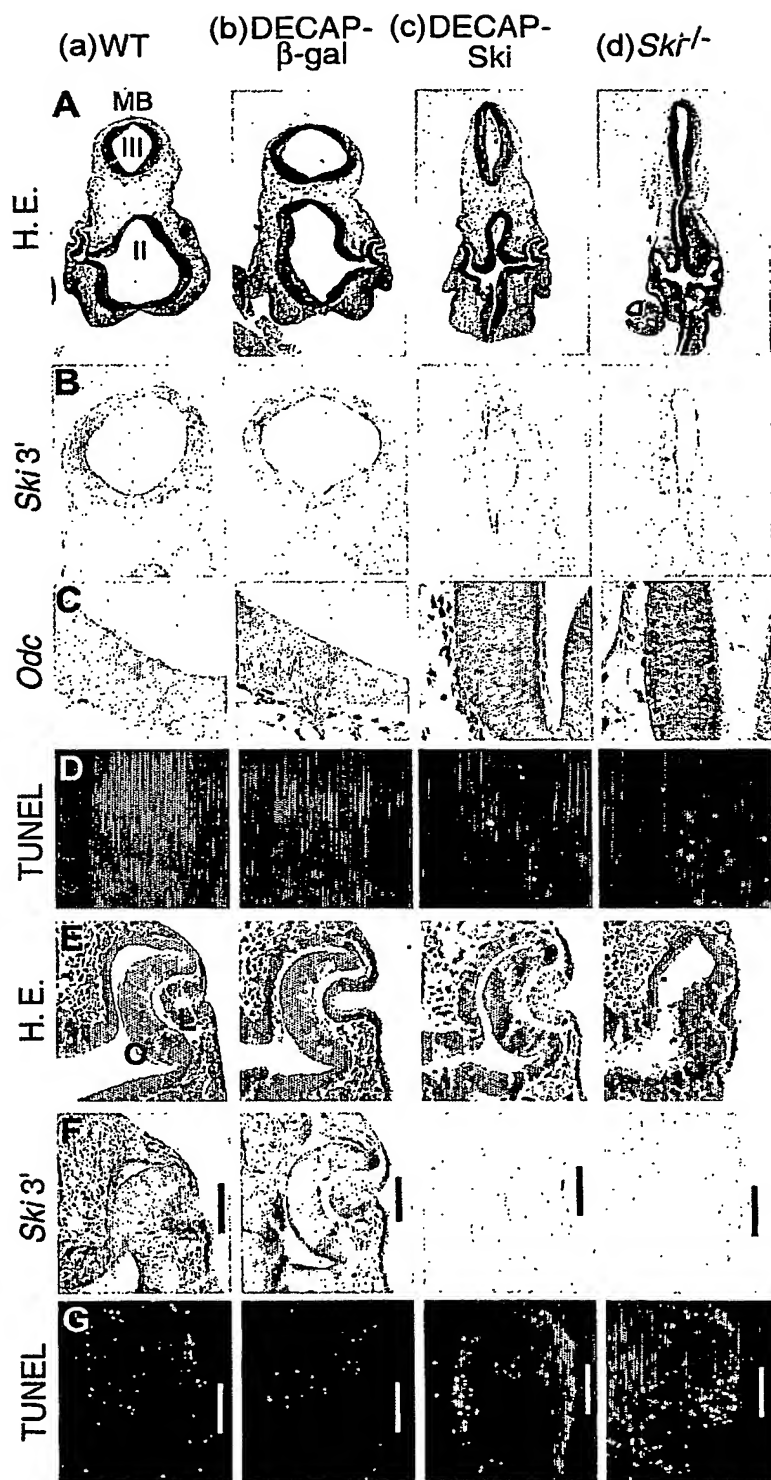 (a)WT
(b)DECAP-
β-gal
(c)DECAP-
Ski
(d)Ski-/-
A
MB
III
II
H.E.
B
Ski 3'
C
Odc
D
TUNEL
E
L
O
H.E.
F
Ski 3'
G
TUNEL